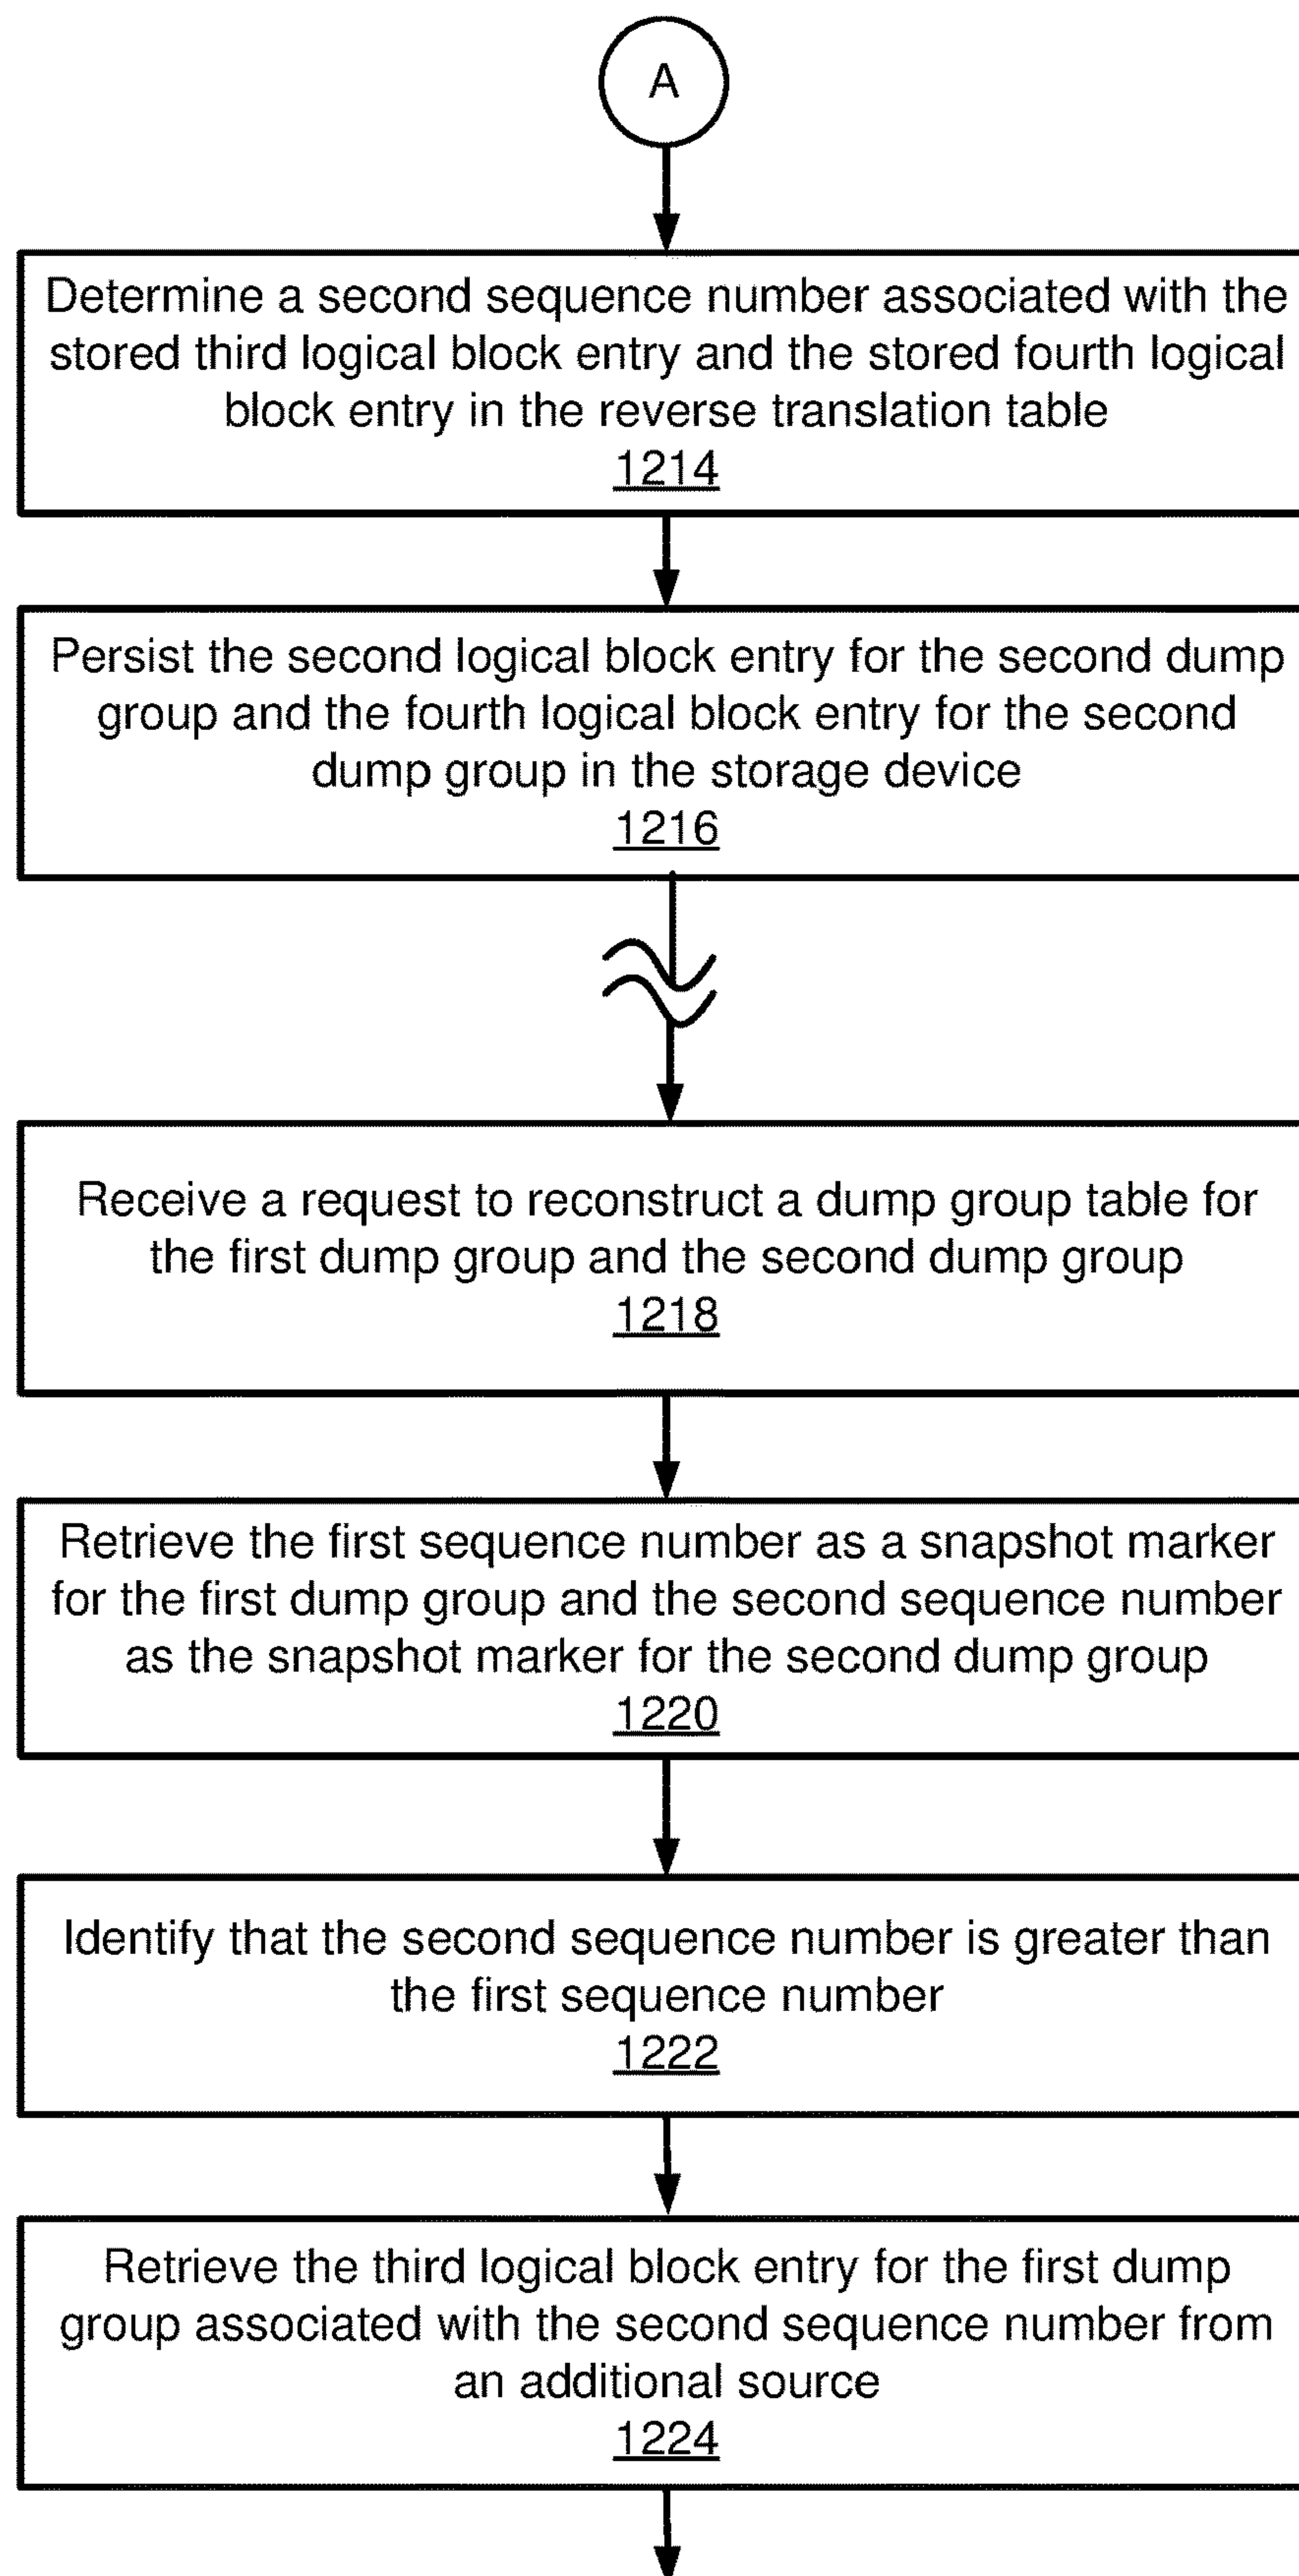 A
Determine a second sequence number associated with the
stored third logical block entry and the stored fourth logical
block entry in the reverse translation table
1214
Persist the second logical block entry for the second dump
group and the fourth logical block entry for the second
dump group in the storage device
1216
Receive a request to reconstruct a dump group table for
the first dump group and the second dump group
1218
Retrieve the first sequence number as a snapshot marker
for the first dump group and the second sequence number
as the snapshot marker for the second dump group
1220
Identify that the second sequence number is greater than
the first sequence number
1222
Retrieve the third logical block entry for the first dump
group associated with the second sequence number from
an additional source
1224